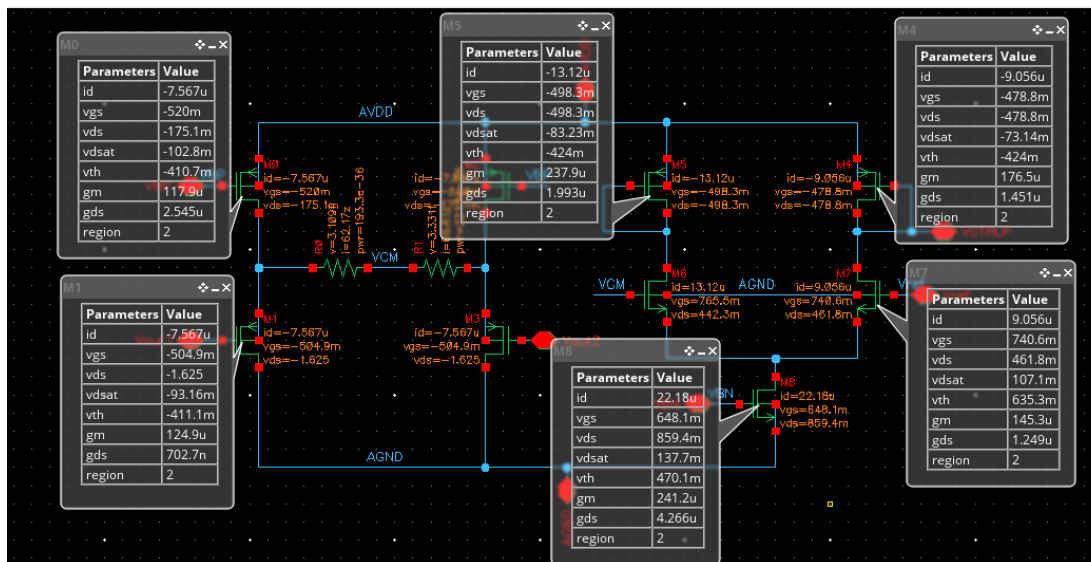 M0
Parameters Value
id -7.567u
vgs -520m
vds -175.1m
vdsat -102.8m
vth -410.7m
gm 117.9u
gds 2.545u
region 2
M5
Parameters Value
id -13.12u
vgs -498.3m
vds -498.3m
vdsat -83.23m
vth -424m
gm 237.9u
gds 1.993u
region 2
M4
Parameters Value
id -9.056u
vgs -478.8m
vds -478.8m
vdsat -73.14m
vth -424m
gm 176.5u
gds 1.451u
region 2
AVDD
M0
id=-7.567u
vgs=-520m
vds=-175.1m
M5
id=-13.12u
vgs=-498.3m
vds=-498.3m
M4
id=-9.056u
vgs=-478.8m
vds=-478.8m
R0
i=62.17z
pwr=193.3e-36
VCM
R1
VCM
M6
id=13.12u
vgs=765.5m
vds=442.3m
AGND
M7
id=9.056u
vgs=740.6m
vds=461.8m
M1
Parameters Value
id -7.567u
vgs -504.9m
vds -1.625
vdsat -93.16m
vth -411.1m
gm 124.9u
gds 702.7n
region 2
M1
id=-7.567u
vgs=-504.9m
vds=-1.625
M3
id=-7.567u
vgs=-504.9m
vds=-1.625
M7
Parameters Value
id 9.056u
vgs 740.6m
vds 461.8m
vdsat 107.1m
vth 635.3m
gm 145.3u
gds 1.249u
region 2
M8
Parameters Value
id 22.18u
vgs 648.1m
vds 859.4m
vdsat 137.7m
vth 470.1m
gm 241.2u
gds 4.266u
region 2
M8
id=22.18u
vgs=648.1m
vds=859.4m
AGND